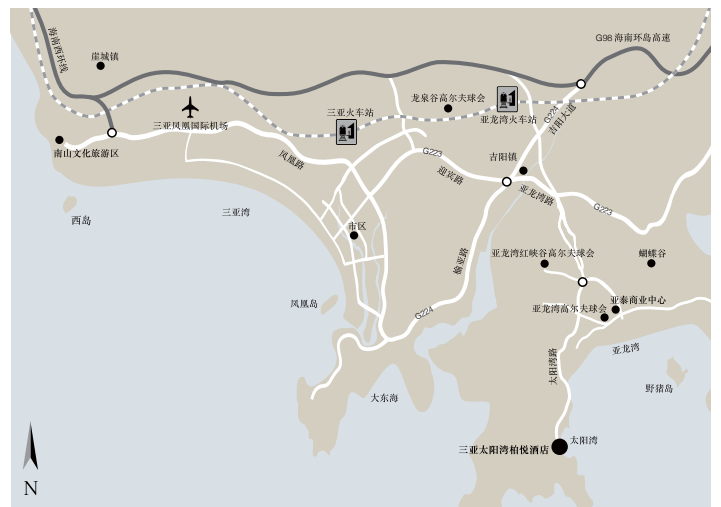 海南西环线
崖城镇
G98 海南环岛高速
龙泉谷高尔夫球会
三亚火车站
亚龙湾火车站
G224
吉阳大道
三亚凤凰国际机场
南山文化旅游区
凤凰路
G223
吉阳镇
迎宾路
亚龙湾路
G223
西岛
三亚湾
市区
榆亚路
亚龙湾红峡谷高尔夫球会
蝴蝶谷
凤凰岛
G224
亚泰商业中心
亚龙湾高尔夫球会
亚龙湾
太阳湾路
野猪岛
大东海
太阳湾
三亚太阳湾柏悦酒店
N